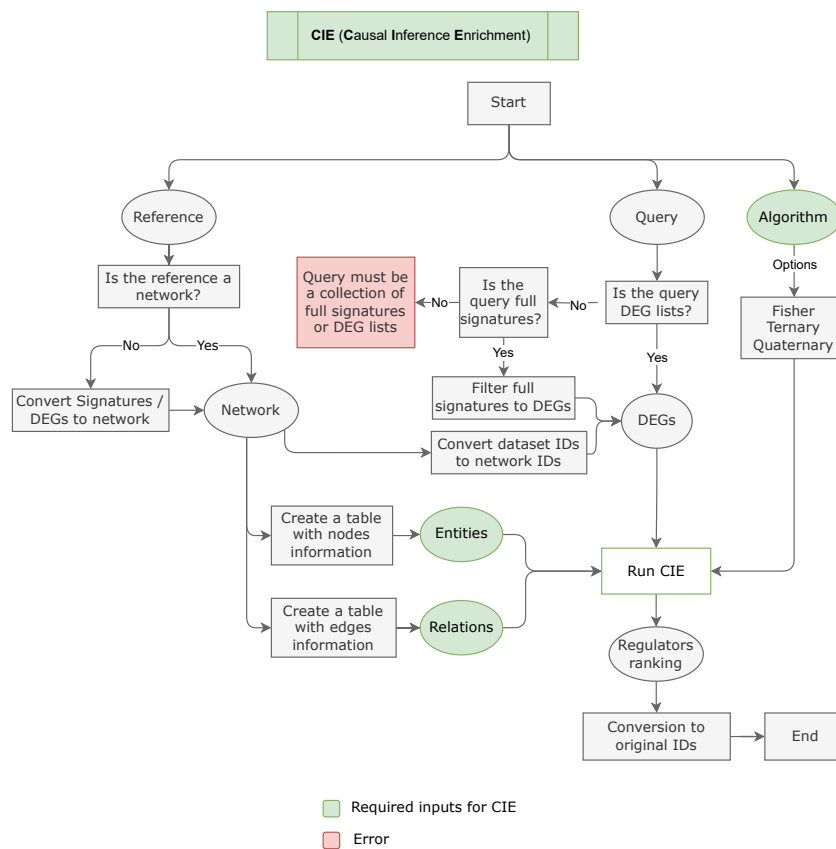 CIE (Causal Inference Enrichment)
Start
Reference
Query
Algorithm
Is the reference a
network?
Query must be
a collection of
full signatures
or DEG lists
No
Is the
query full
signatures?
No
Is the query
DEG lists?
Options
Fisher
Ternary
Quaternary
No
Yes
Yes
Yes
Convert Signatures /
DEGs to network
Network
Filter full
signatures to DEGs
DEGs
Convert dataset IDs
to network IDs
Create a table
with nodes
information
Entities
Run CIE
Create a table
with edges
information
Relations
Regulators
ranking
Conversion to
original IDs
End
Required inputs for CIE
Error